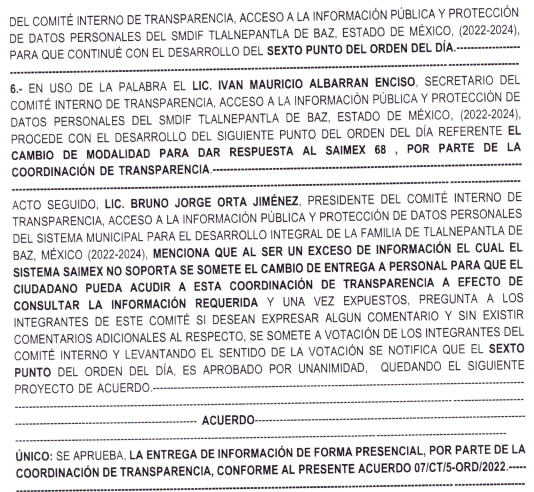 DEL COMITÉ INTERNO DE TRANSPARENCIA, ACCESO A LA INFORMACIÓN PÚBLICA Y PROTECCIÓN
DE DATOS PERSONALES DEL SMDIF TLALNEPANTLA DE BAZ, ESTADO DE MÉXICO, (2022-2024),
PARA QUE CONTINUÉ CON EL DESARROLLO DEL SEXTO PUNTO DEL ORDEN DEL DÍA.-----------------
6.- EN USO DE LA PALABRA EL LIC. IVAN MAURICIO ALBARRAN ENCISO, SECRETARIO DEL
COMITÉ INTERNO DE TRANSPARENCIA, ACCESO A LA INFORMACIÓN PÚBLICA Y PROTECCIÓN DE
DATOS PERSONALES DEL SMDIF TLALNEPANTLA DE BAZ, ESTADO DE MÉXICO, (2022-2024),
PROCEDE CON EL DESARROLLO DEL SIGUIENTE PUNTO DEL ORDEN DEL DÍA REFERENTE EL
CAMBIO DE MODALIDAD PARA DAR RESPUESTA AL SAIMEX 68 , POR PARTE DE LA
COORDINACIÓN DE TRANSPARENCIA.-----------------
ACTO SEGUIDO, LIC. BRUNO JORGE ORTA JIMÉNEZ, PRESIDENTE DEL COMITÉ INTERNO DE
TRANSPARENCIA, ACCESO A LA INFORMACIÓN PÚBLICA Y PROTECCIÓN DE DATOS PERSONALES
DEL SISTEMA MUNICIPAL PARA EL DESARROLLO INTEGRAL DE LA FAMILIA DE TLALNEPANTLA DE
BAZ, MÉXICO (2022-2024), MENCIONA QUE AL SER UN EXCESO DE INFORMACIÓN EL CUAL EL
SISTEMA SAIMEX NO SOPORTA SE SOMETE EL CAMBIO DE ENTREGA A PERSONAL PARA QUE EL
CIUDADANO PUEDA ACUDIR A ESTA COORDINACIÓN DE TRANSPARENCIA A EFECTO DE
CONSULTAR LA INFORMACIÓN REQUERIDA Y UNA VEZ EXPUESTOS, PREGUNTA A LOS
INTEGRANTES DE ESTE COMITÉ SI DESEAN EXPRESAR ALGUN COMENTARIO Y SIN EXISTIR
COMENTARIOS ADICIONALES AL RESPECTO, SE SOMETE A VOTACIÓN DE LOS INTEGRANTES DEL
COMITÉ INTERNO Y LEVANTANDO EL SENTIDO DE LA VOTACIÓN SE NOTIFICA QUE EL SEXTO
PUNTO DEL ORDEN DEL DÍA, ES APROBADO POR UNANIMIDAD, QUEDANDO EL SIGUIENTE
PROYECTO DE ACUERDO.-----------------
----------------- ACUERDO-----------------
ÚNICO: SE APRUEBA, LA ENTREGA DE INFORMACIÓN DE FORMA PRESENCIAL, POR PARTE DE LA
COORDINACIÓN DE TRANSPARENCIA, CONFORME AL PRESENTE ACUERDO 07/CT/5-ORD/2022.-----